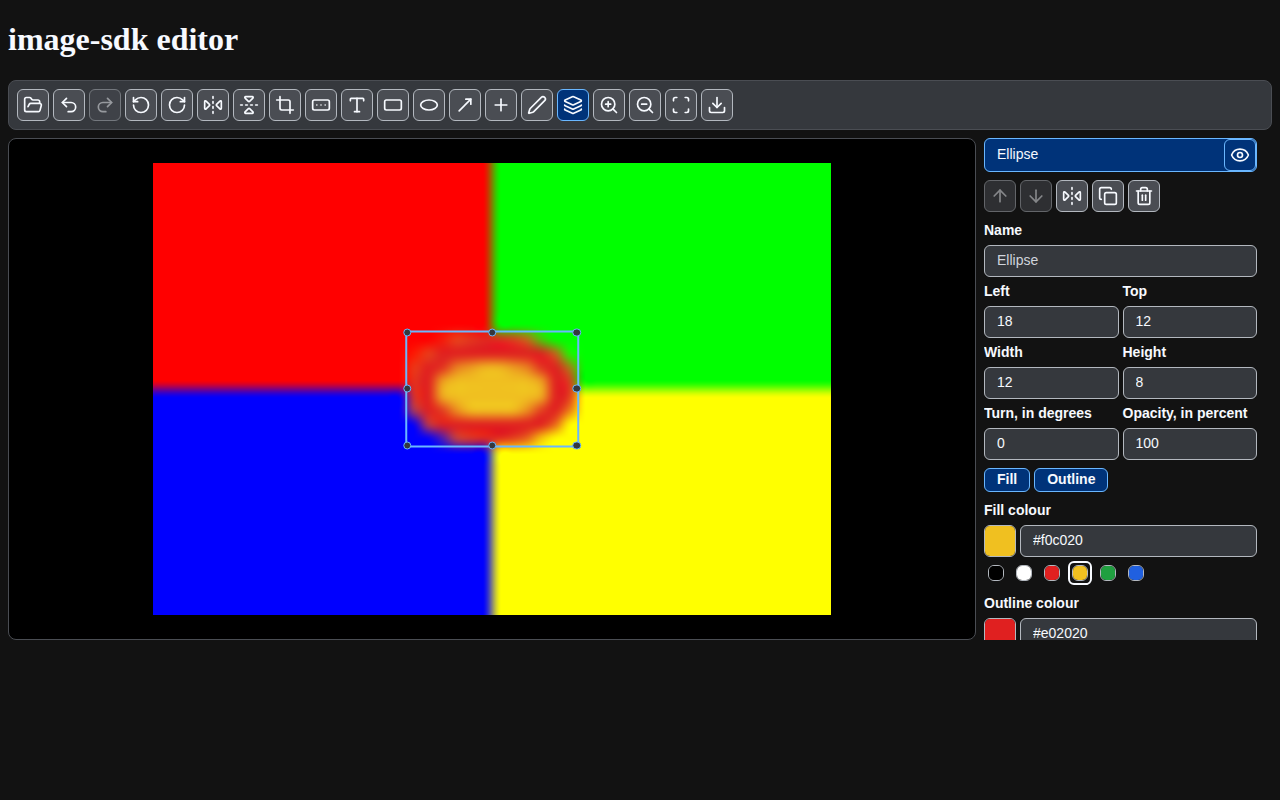 image-sdk editor
Ellipse
Name
Ellipse
Left Top
18 12
Width Height
12 8
Turn, in degrees Opacity, in percent
0 100
Fill Outline
Fill colour
#f0c020
Outline colour
#e02020